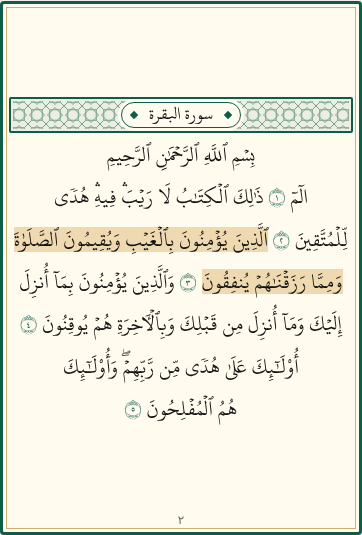 سورة البقرة
بِسْمِ ٱللَّهِ ٱلرَّحْمَٰنِ ٱلرَّحِيمِ
الٓمٓ ١ ذَٰلِكَ ٱلْكِتَٰبُ لَا رَيْبَ ۛ فِيهِ ۛ هُدًى
لِّلْمُتَّقِينَ ٢ ٱلَّذِينَ يُؤْمِنُونَ بِٱلْغَيْبِ وَيُقِيمُونَ ٱلصَّلَوٰةَ
وَمِمَّا رَزَقْنَٰهُمْ يُنفِقُونَ ٣ وَٱلَّذِينَ يُؤْمِنُونَ بِمَآ أُنزِلَ
إِلَيْكَ وَمَآ أُنزِلَ مِن قَبْلِكَ وَبِٱلْءَاخِرَةِ هُمْ يُوقِنُونَ ٤
أُو۟لَٰٓئِكَ عَلَىٰ هُدًى مِّن رَّبِّهِمْ ۖ وَأُو۟لَٰٓئِكَ
هُمُ ٱلْمُفْلِحُونَ ٥
٢